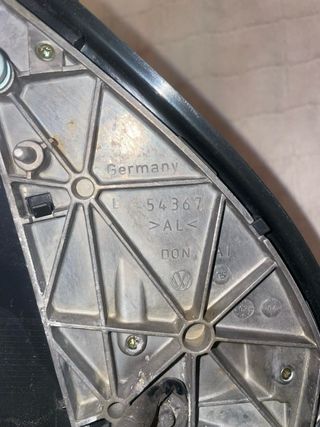 Germany
L 54367
>AL<
DON